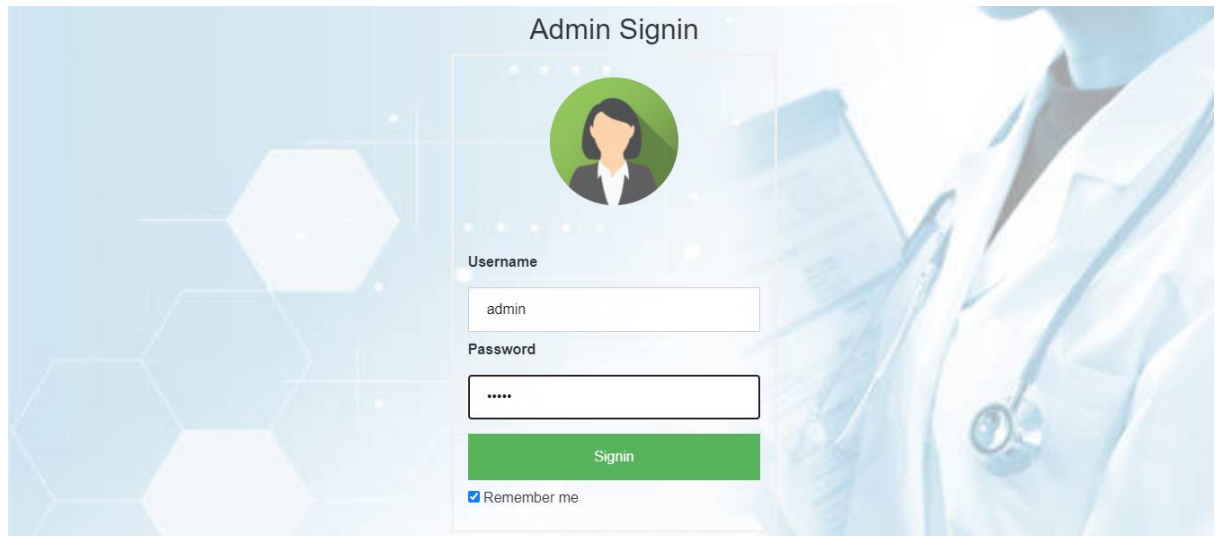 Admin Signin
Username
admin
Password
•••••
Signin
Remember me